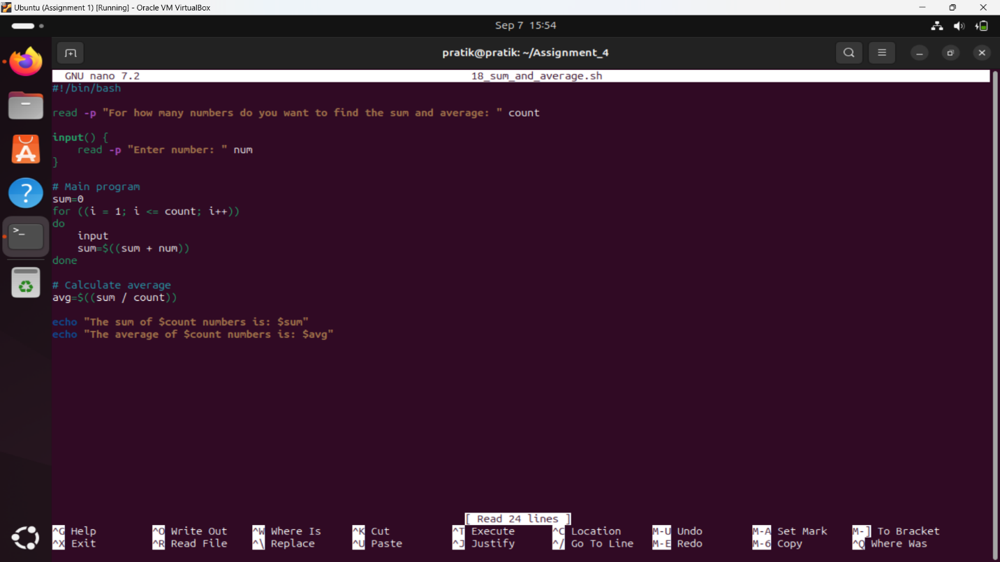 Ubuntu (Assignment 1) [Running] - Oracle VM VirtualBox
Sep 7 15:54
pratik@pratik: ~/Assignment_4
GNU nano 7.2 18_sum_and_average.sh
#!/bin/bash
read -p "For how many numbers do you want to find the sum and average: " count
input() {
    read -p "Enter number: " num
}
# Main program
sum=0
for ((i = 1; i <= count; i++))
do
    input
    sum=$((sum + num))
done
# Calculate average
avg=$((sum / count))
echo "The sum of $count numbers is: $sum"
echo "The average of $count numbers is: $avg"
[ Read 24 lines ]
^G Help ^O Write Out ^W Where Is ^K Cut ^T Execute ^C Location M-U Undo M-A Set Mark M-] To Bracket
^X Exit ^R Read File ^\ Replace ^U Paste ^J Justify ^/ Go To Line M-E Redo M-6 Copy ^Q Where Was